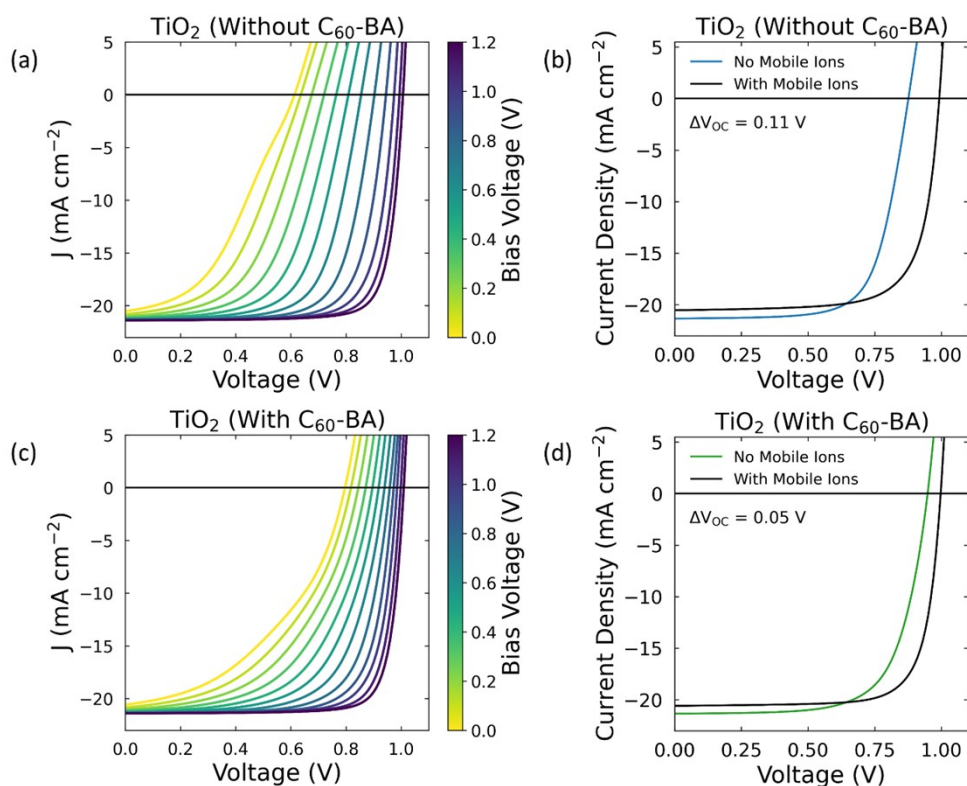 (a)
TiO₂ (Without C₆₀-BA)
5
0
−5
−10
−15
−20
J (mA cm⁻²)
0.0 0.2 0.4 0.6 0.8 1.0
Voltage (V)
1.2
1.0
0.8
0.6
0.4
0.2
0.0
Bias Voltage (V)
(b)
TiO₂ (Without C₆₀-BA)
No Mobile Ions
With Mobile Ions
ΔV_OC = 0.11 V
5
0
−5
−10
−15
−20
Current Density (mA cm⁻²)
0.00 0.25 0.50 0.75 1.00
Voltage (V)
(c)
TiO₂ (With C₆₀-BA)
5
0
−5
−10
−15
−20
J (mA cm⁻²)
0.0 0.2 0.4 0.6 0.8 1.0
Voltage (V)
1.2
1.0
0.8
0.6
0.4
0.2
0.0
Bias Voltage (V)
(d)
TiO₂ (With C₆₀-BA)
No Mobile Ions
With Mobile Ions
ΔV_OC = 0.05 V
5
0
−5
−10
−15
−20
Current Density (mA cm⁻²)
0.00 0.25 0.50 0.75 1.00
Voltage (V)